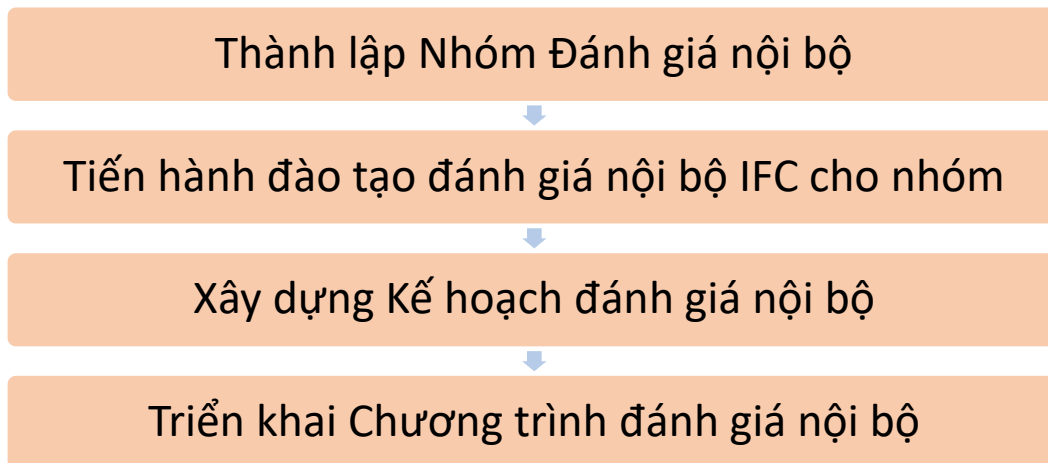 Thành lập Nhóm Đánh giá nội bộ
Tiến hành đào tạo đánh giá nội bộ IFC cho nhóm
Xây dựng Kế hoạch đánh giá nội bộ
Triển khai Chương trình đánh giá nội bộ